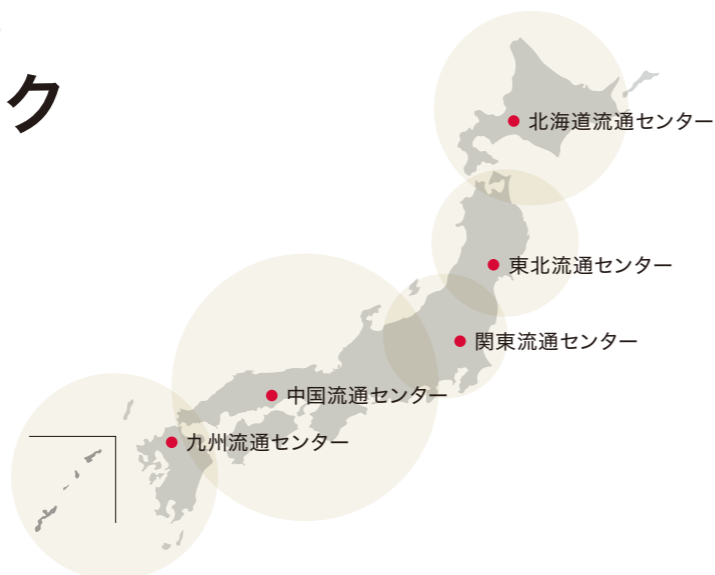 ク
北海道流通センター
東北流通センター
関東流通センター
中国流通センター
九州流通センター